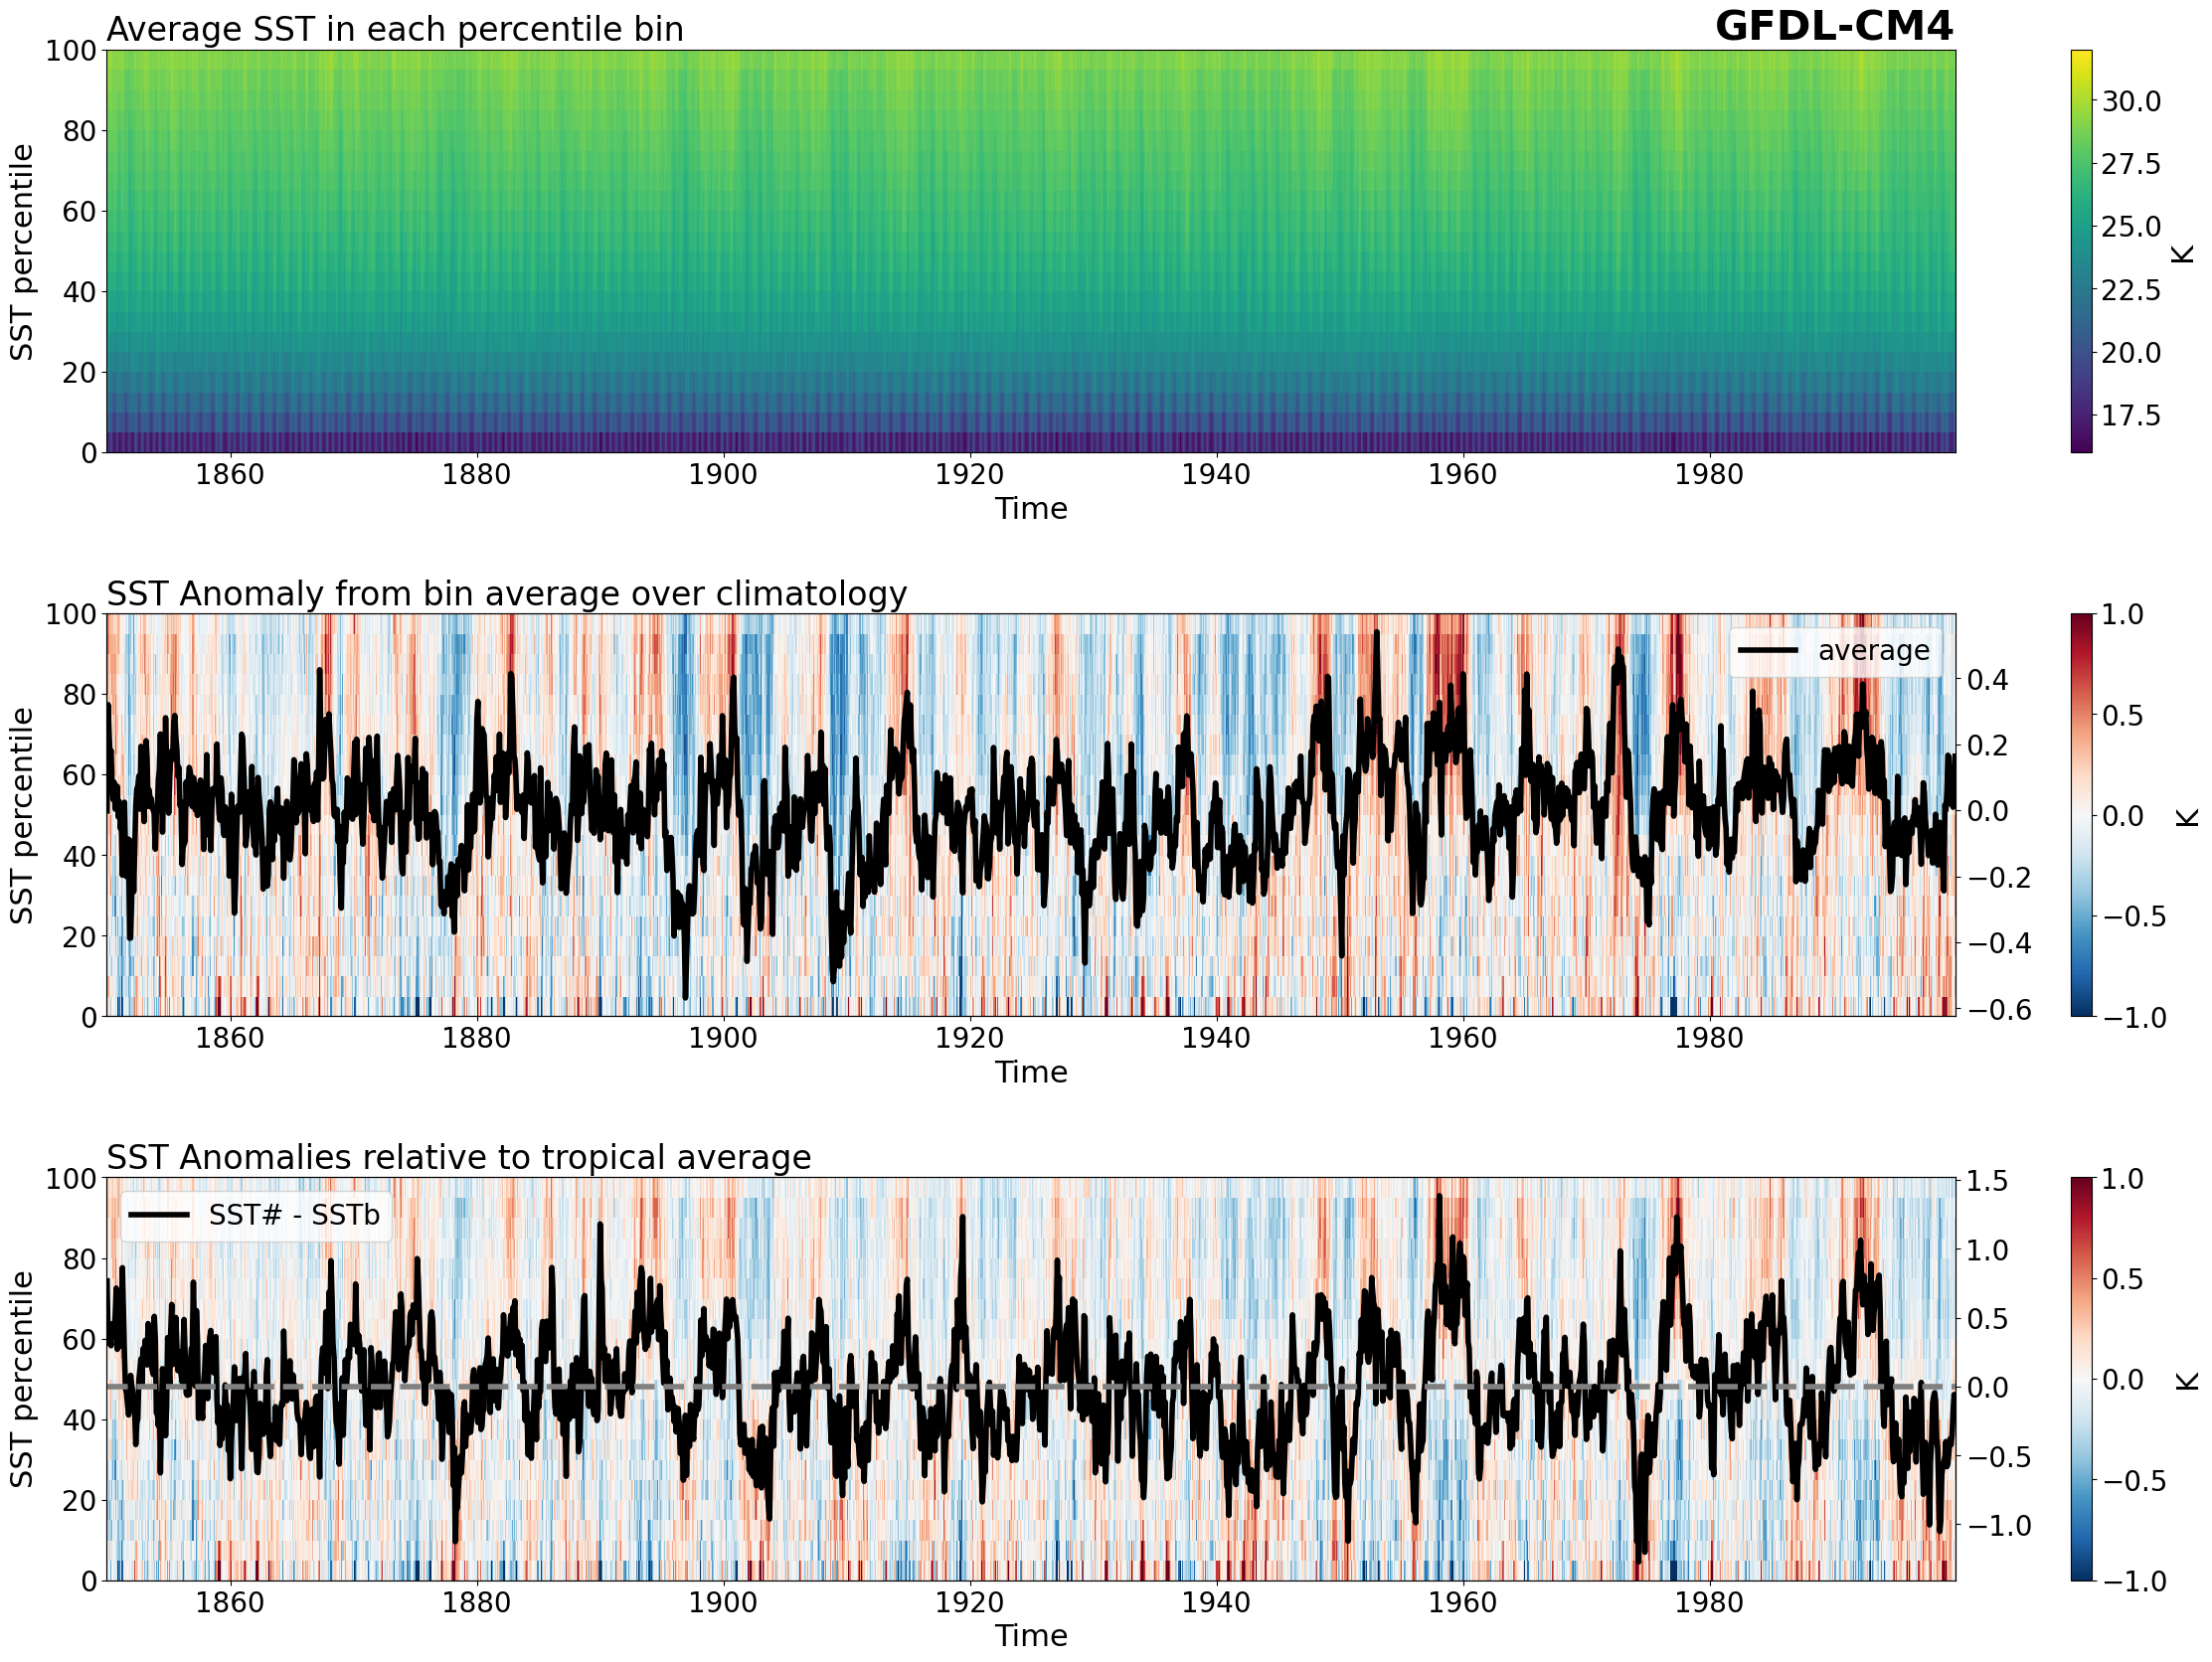 Average SST in each percentile bin
GFDL-CM4
SST percentile
100
80
60
40
20
0
1860 1880 1900 1920 1940 1960 1980
Time
30.0
27.5
25.0
22.5
20.0
17.5
K
SST Anomaly from bin average over climatology
SST percentile
100
80
60
40
20
0
average
0.4
0.2
0.0
−0.2
−0.4
−0.6
1860 1880 1900 1920 1940 1960 1980
Time
1.0
0.5
0.0
−0.5
−1.0
K
SST Anomalies relative to tropical average
SST percentile
100
80
60
40
20
0
SST# - SSTb
1.5
1.0
0.5
0.0
−0.5
−1.0
1860 1880 1900 1920 1940 1960 1980
Time
1.0
0.5
0.0
−0.5
−1.0
K